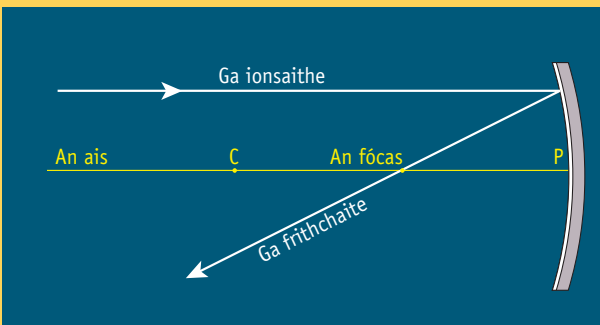 Ga ionsaithe
An ais C An fócas P
Ga frithchaite